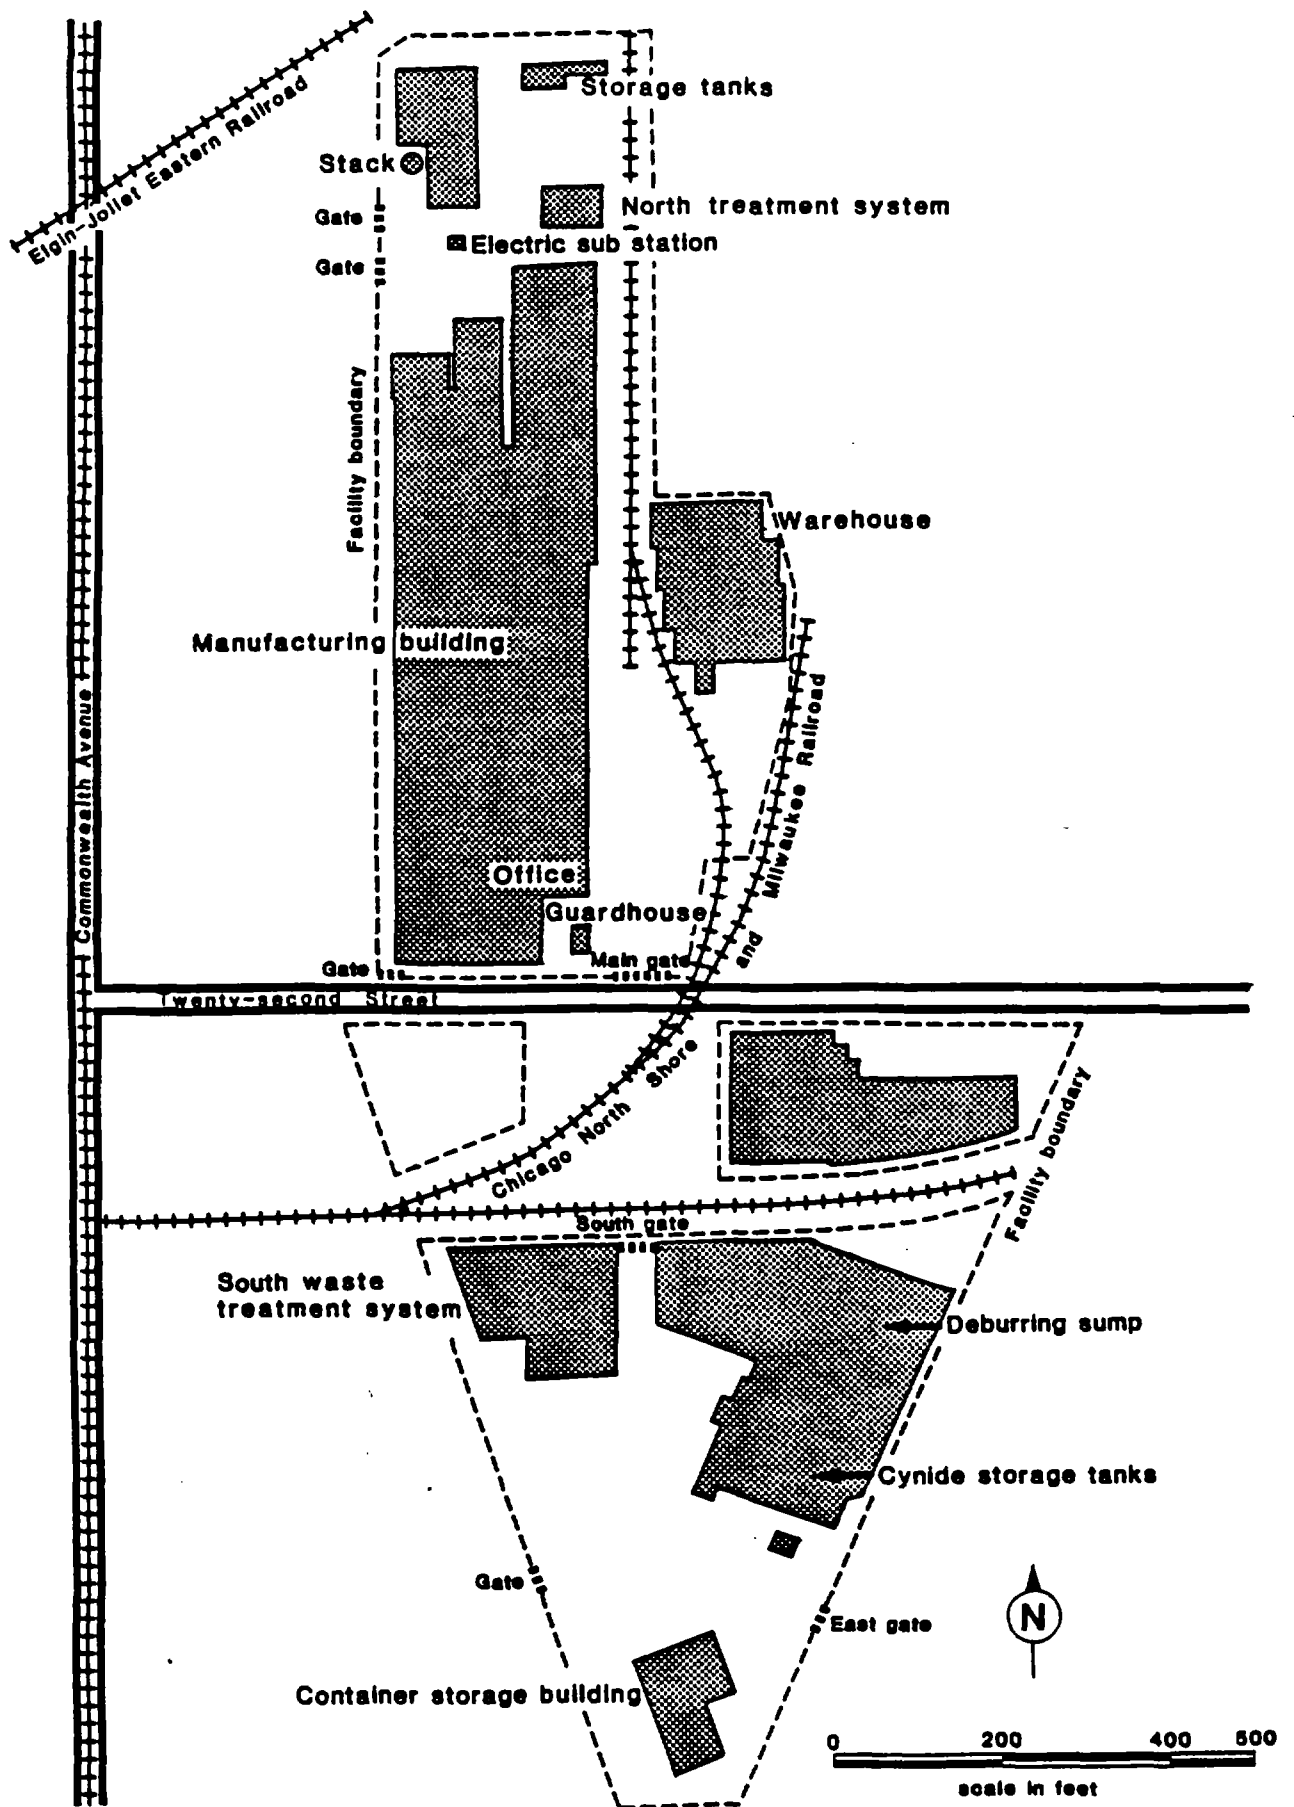 Storage tanks
Elgin-Joliet Eastern Railroad
Stack
Gate
North treatment system
Electric sub station
Gate
Facility boundary
Warehouse
Manufacturing building
Commonwealth Avenue
Chicago North Shore and Milwaukee Railroad
Office
Guardhouse
Main gate
Gate
Twenty-second Street
Facility boundary
South gate
South waste
treatment system
Deburring sump
Cynide storage tanks
Gate
East gate
N
Container storage building
0 200 400 500
scale in feet